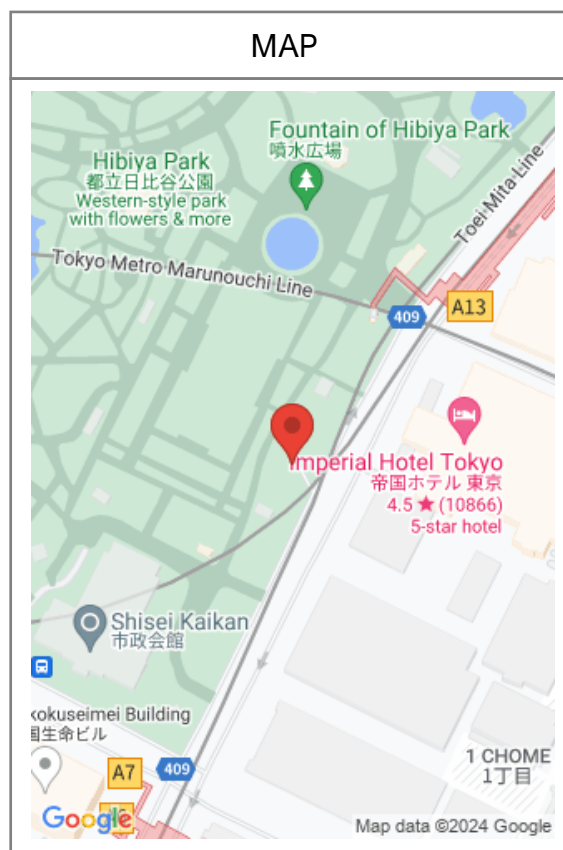 MAP
Fountain of Hibiya Park
噴水広場
Hibiya Park
都立日比谷公園
Western-style park
with flowers & more
Toei Mita Line
Tokyo Metro Marunouchi Line
409
A13
Imperial Hotel Tokyo
帝国ホテル 東京
4.5 ★ (10866)
5-star hotel
Shisei Kaikan
市政会館
kokuseimei Building
国生命ビル
1 CHOME
1丁目
A7
409
Google
Map data ©2024 Google